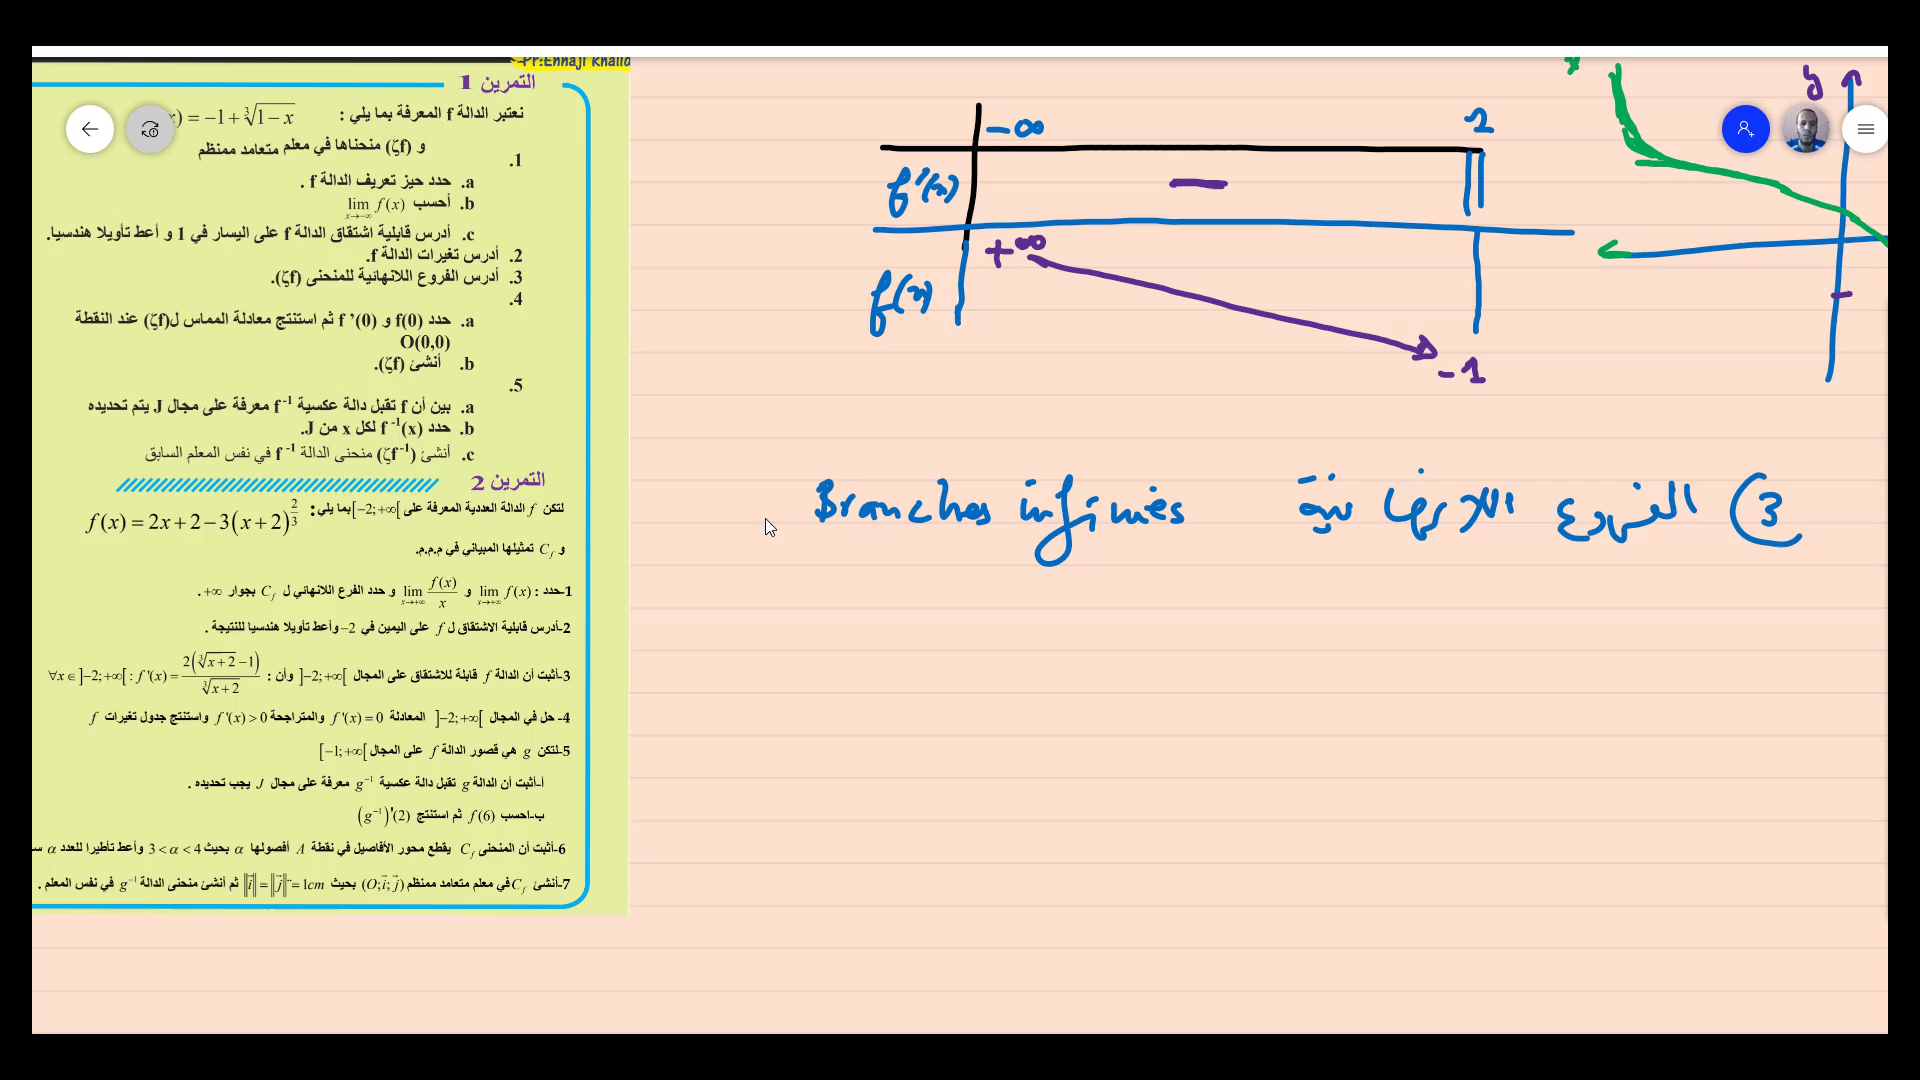 Pr:Ennaji Khalid
التمرين 1
نعتبر الدالة f المعرفة بما يلي : x) = −1 + ∛(1 − x)
و (ζf) منحناها في معلم متعامد ممنظم
1.
a. حدد حيز تعريف الدالة f .
b. أحسب lim f(x) x→−∞
c. أدرس قابلية اشتقاق الدالة f على اليسار في 1 و أعط تأويلا هندسيا.
2. أدرس تغيرات الدالة f.
3. أدرس الفروع اللانهائية للمنحنى (ζf).
4.
a. حدد f(0) و f '(0) ثم استنتج معادلة المماس ل(ζf) عند النقطة
O(0,0)
b. أنشئ (ζf).
5.
a. بين أن f تقبل دالة عكسية f⁻¹ معرفة على مجال J يتم تحديده
b. حدد f⁻¹(x) لكل x من J.
c. أنشئ (ζf⁻¹) منحنى الدالة f⁻¹ في نفس المعلم السابق
التمرين 2
لتكن f الدالة العددية المعرفة على [−2;+∞[ بما يلي: f(x) = 2x + 2 − 3(x + 2)^(2/3)
و C_f تمثيلها المبياني في م.م.م.
1-حدد : lim f(x) x→+∞ و lim f(x)/x x→+∞ و حدد الفرع اللانهائي ل C_f بجوار +∞ .
2-أدرس قابلية الاشتقاق ل f على اليمين في −2 وأعط تأويلا هندسيا للنتيجة .
3-أثبت أن الدالة f قابلة للاشتقاق على المجال ]−2;+∞[ وأن : ∀x∈]−2;+∞[ : f '(x) = 2(∛(x+2) − 1)/∛(x+2)
4- حل في المجال ]−2;+∞[ المعادلة f '(x) = 0 والمتراجحة f '(x) > 0 واستنتج جدول تغيرات f
5-لتكن g هي قصور الدالة f على المجال [−1;+∞[
أ-أثبت أن الدالة g تقبل دالة عكسية g⁻¹ معرفة على مجال J يجب تحديده .
ب-احسب f(6) ثم استنتج (g⁻¹)'(2)
6-أثبت أن المنحنى C_f يقطع محور الأفاصيل في نقطة A أفصولها α بحيث 3 < α < 4 وأعط تأطيرا للعدد α
7-أنشئ C_f في معلم متعامد ممنظم (O;i⃗;j⃗) بحيث ‖i⃗‖ = ‖j⃗‖ = 1cm ثم أنشئ منحنى الدالة g⁻¹ في نفس المعلم .
−∞ 1
f'(x) −
+∞
f(x)
−1
y
3) الفروع اللانهائية Branches infinies